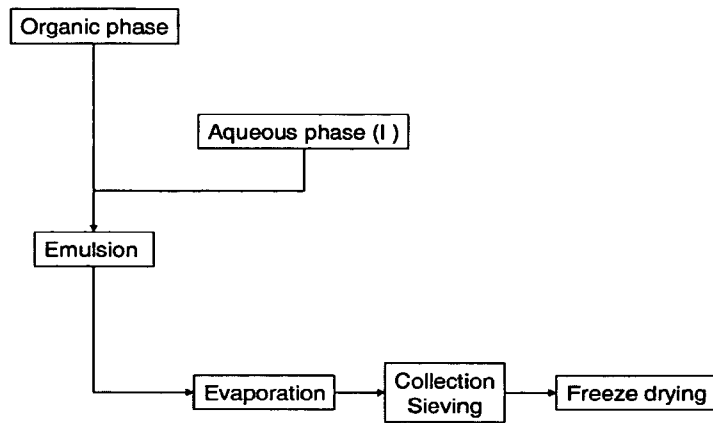 Organic phase
Aqueous phase (I )
Emulsion
Evaporation
Collection
Sieving
Freeze drying